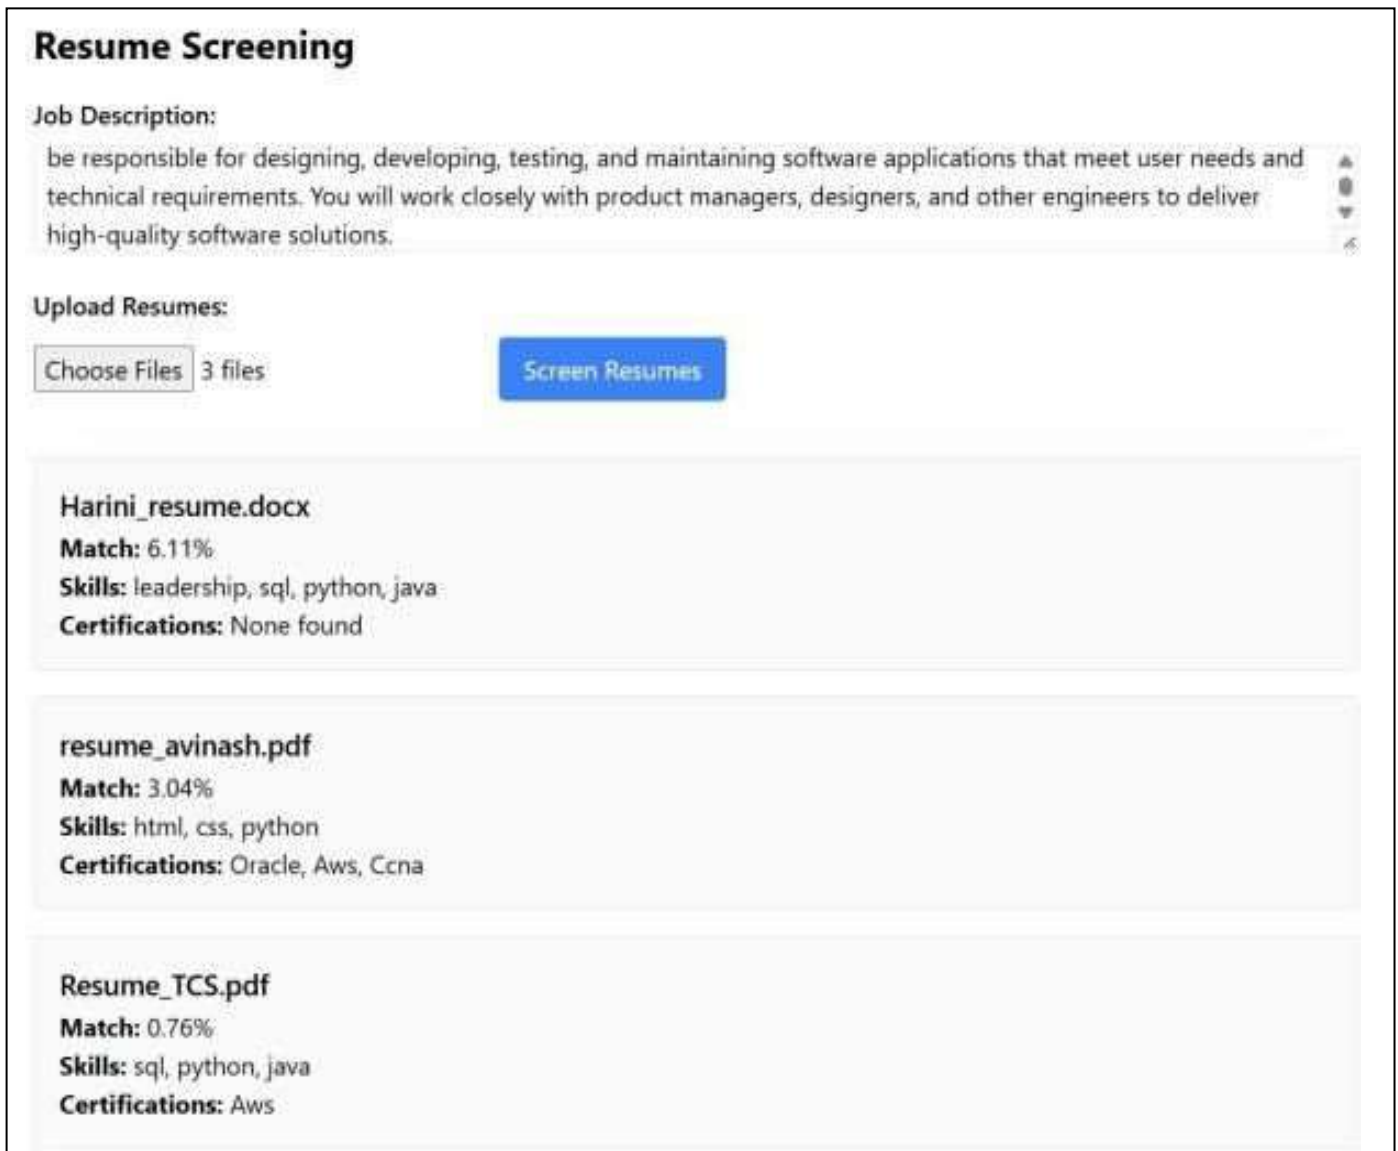 Resume Screening
Job Description:
be responsible for designing, developing, testing, and maintaining software applications that meet user needs and
technical requirements. You will work closely with product managers, designers, and other engineers to deliver
high-quality software solutions.
Upload Resumes:
Choose Files 3 files Screen Resumes
Harini_resume.docx
Match: 6.11%
Skills: leadership, sql, python, java
Certifications: None found
resume_avinash.pdf
Match: 3.04%
Skills: html, css, python
Certifications: Oracle, Aws, Ccna
Resume_TCS.pdf
Match: 0.76%
Skills: sql, python, java
Certifications: Aws